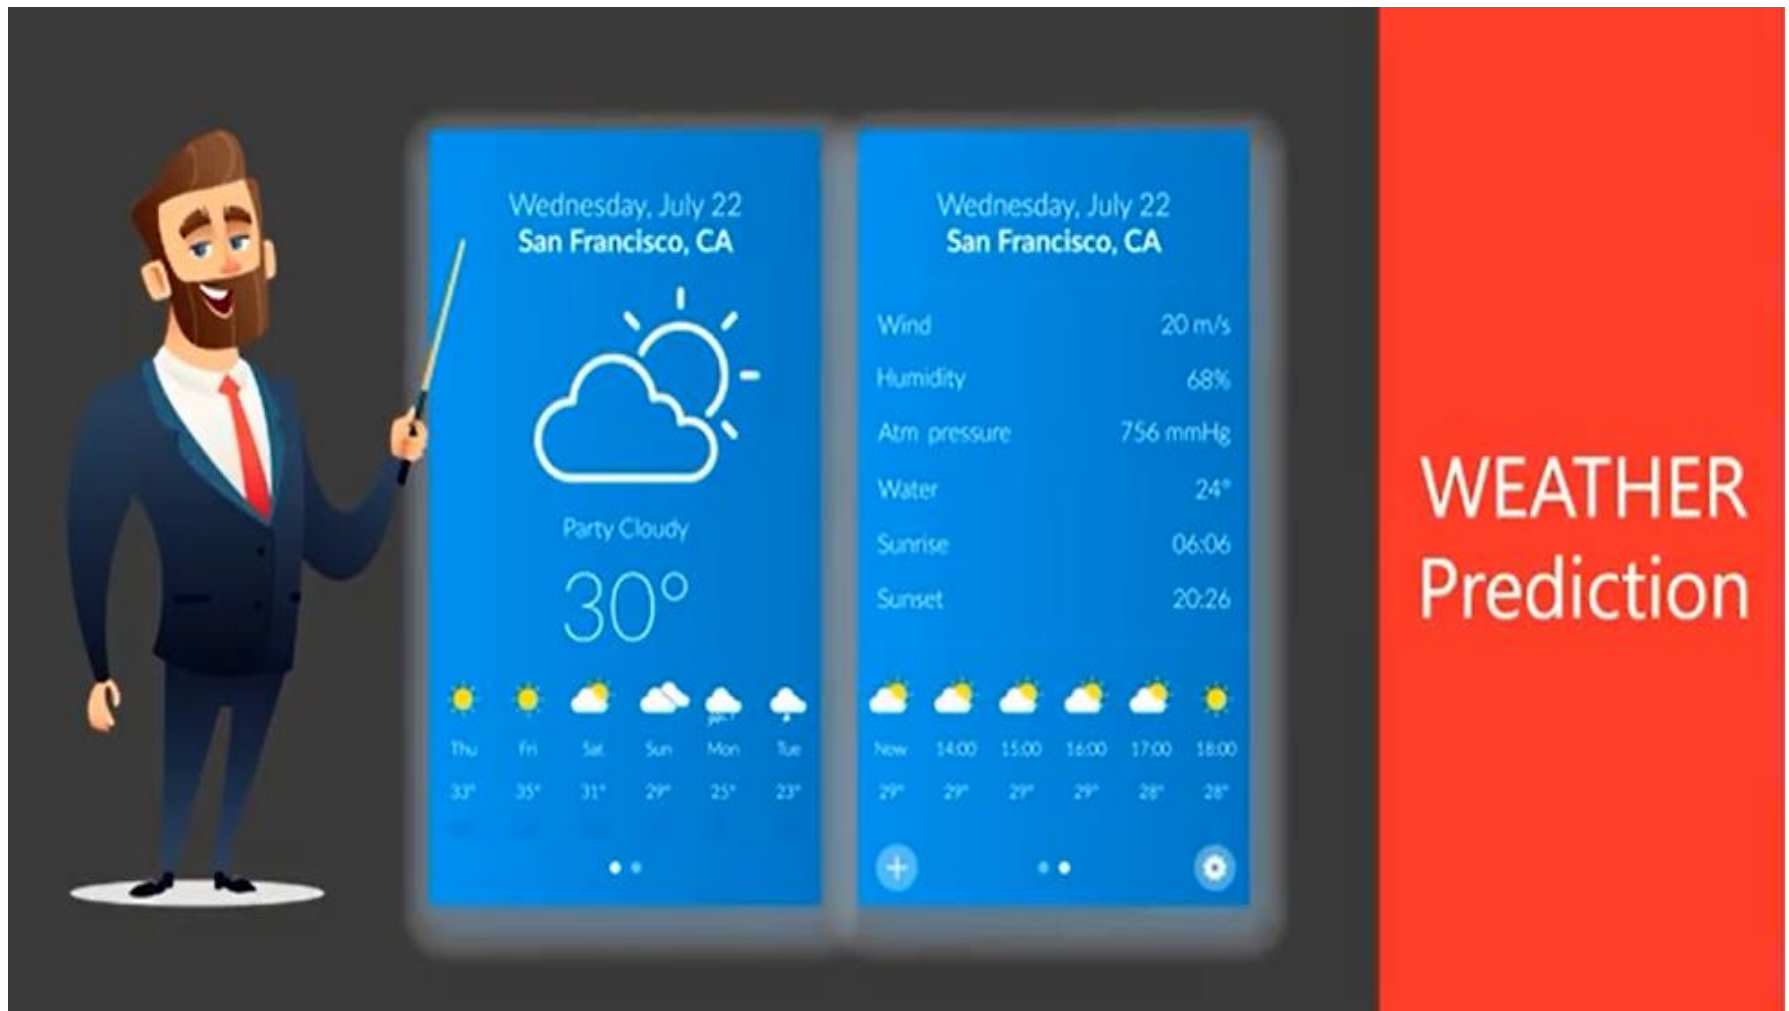 Wednesday, July 22
San Francisco, CA
Party Cloudy
30°
Thu Fri Sat Sun Mon Tue
33° 35° 31° 29° 25° 23°
Wednesday, July 22
San Francisco, CA
Wind 20 m/s
Humidity 68%
Atm pressure 756 mmHg
Water 24°
Sunrise 06:06
Sunset 20:26
Now 14:00 15:00 16:00 17:00 18:00
29° 29° 29° 29° 28° 28°
WEATHER
Prediction